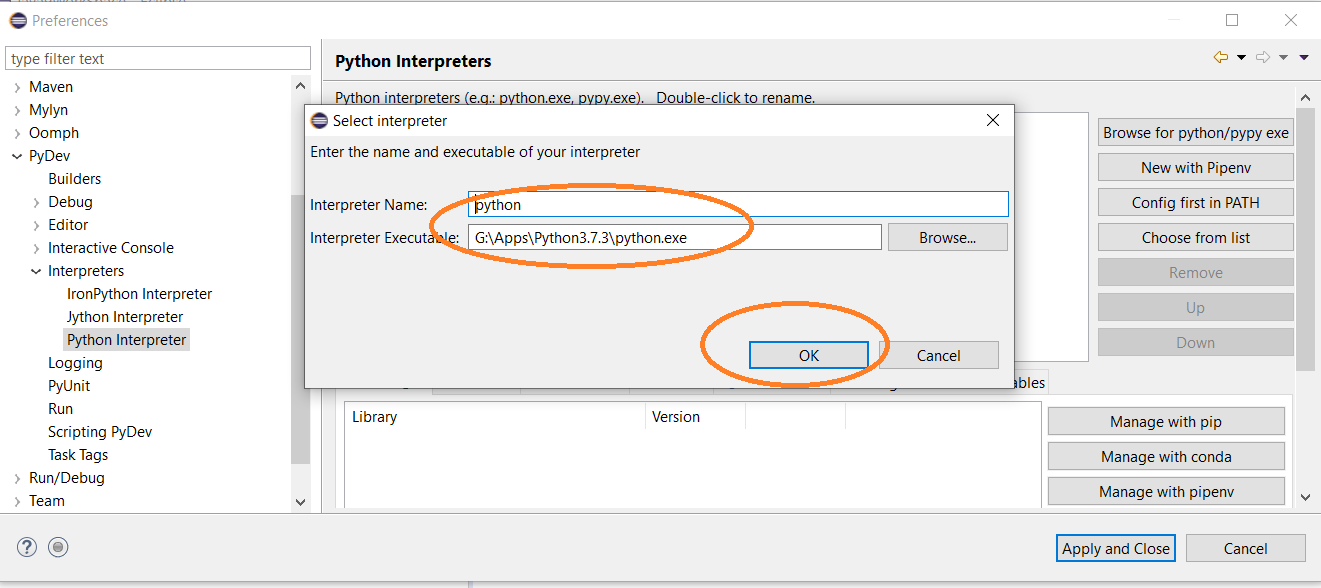 Preferences
type filter text
Maven
Mylyn
Oomph
PyDev
Builders
Debug
Editor
Interactive Console
Interpreters
IronPython Interpreter
Jython Interpreter
Python Interpreter
Logging
PyUnit
Run
Scripting PyDev
Task Tags
Run/Debug
Team
Python Interpreters
Python interpreters (e.g.: python.exe, pypy.exe). Double-click to rename.
Select interpreter
Enter the name and executable of your interpreter
Interpreter Name: python
Interpreter Executable: G:\Apps\Python3.7.3\python.exe Browse...
OK Cancel
Browse for python/pypy exe
New with Pipenv
Config first in PATH
Choose from list
Remove
Up
Down
Library Version
Manage with pip
Manage with conda
Manage with pipenv
? Apply and Close Cancel